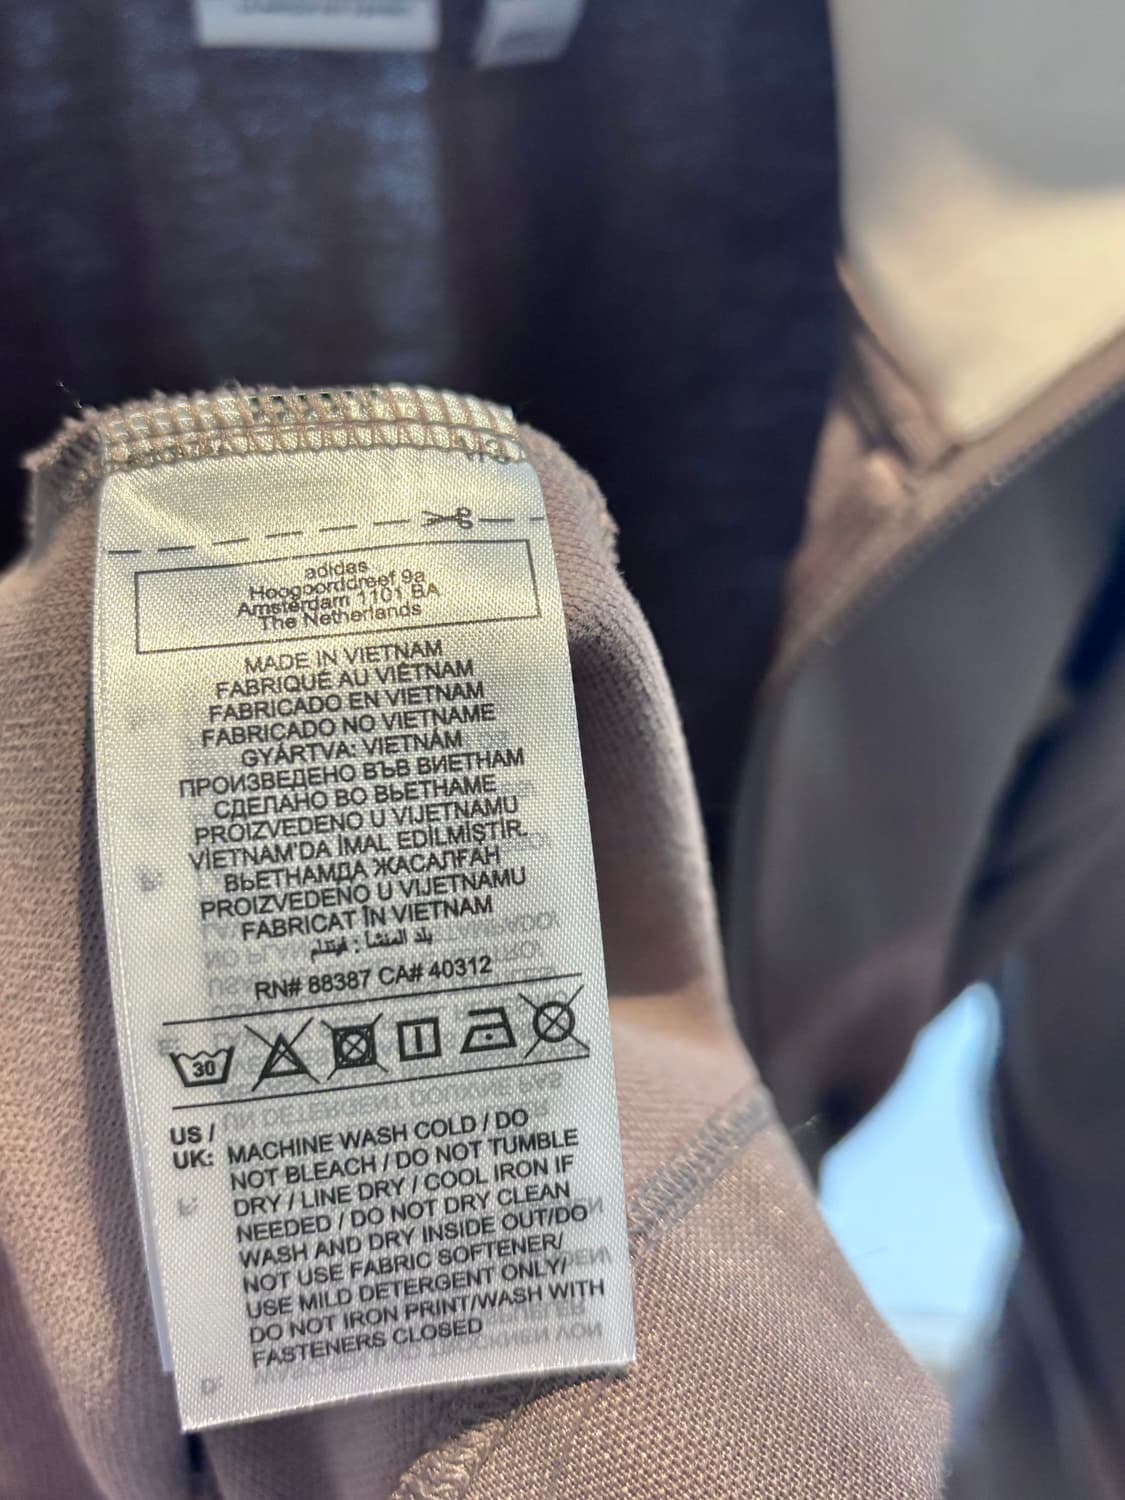 adidas
Hoogoorddreef 9a
Amsterdam 1101 BA
The Netherlands
MADE IN VIETNAM
FABRIQUÉ AU VIÊTNAM
FABRICADO EN VIETNAM
FABRICADO NO VIETNAME
GYÁRTVA: VIETNÁM
ПРОИЗВЕДЕНО ВЪВ ВИЕТНАМ
СДЕЛАНО ВО ВЬЕТНАМЕ
PROIZVEDENO U VIJETNAMU
VİETNAM'DA İMAL EDİLMİŞTİR.
ВЬЕТНАМДА ЖАСАЛҒАН
PROIZVEDENO U VIJETNAMU
FABRICAT ÎN VIETNAM
بلد المنشأ : فيتنام
RN# 88387 CA# 40312
30
US / UK: MACHINE WASH COLD / DO
NOT BLEACH / DO NOT TUMBLE
DRY / LINE DRY / COOL IRON IF
NEEDED / DO NOT DRY CLEAN
WASH AND DRY INSIDE OUT/DO
NOT USE FABRIC SOFTENER/
USE MILD DETERGENT ONLY/
DO NOT IRON PRINT/WASH WITH
FASTENERS CLOSED